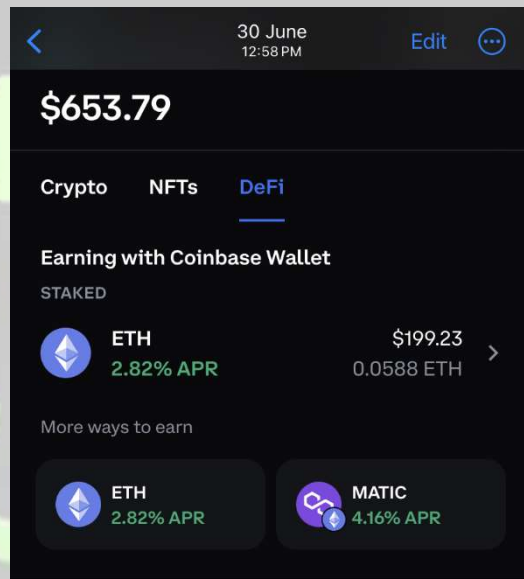 30 June
12:58 PM
Edit
$653.79
Crypto NFTs DeFi
Earning with Coinbase Wallet
STAKED
ETH $199.23
2.82% APR 0.0588 ETH
More ways to earn
ETH
2.82% APR
MATIC
4.16% APR